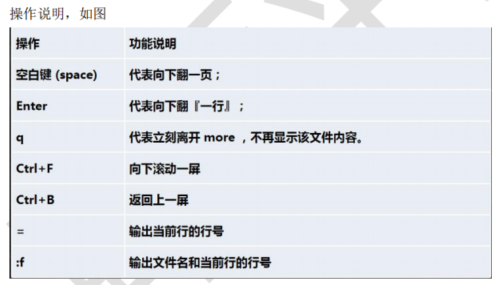 操作说明，如图
操作 功能说明
空白键 (space) 代表向下翻一页；
Enter 代表向下翻『一行』；
q 代表立刻离开 more ，不再显示该文件内容。
Ctrl+F 向下滚动一屏
Ctrl+B 返回上一屏
= 输出当前行的行号
:f 输出文件名和当前行的行号